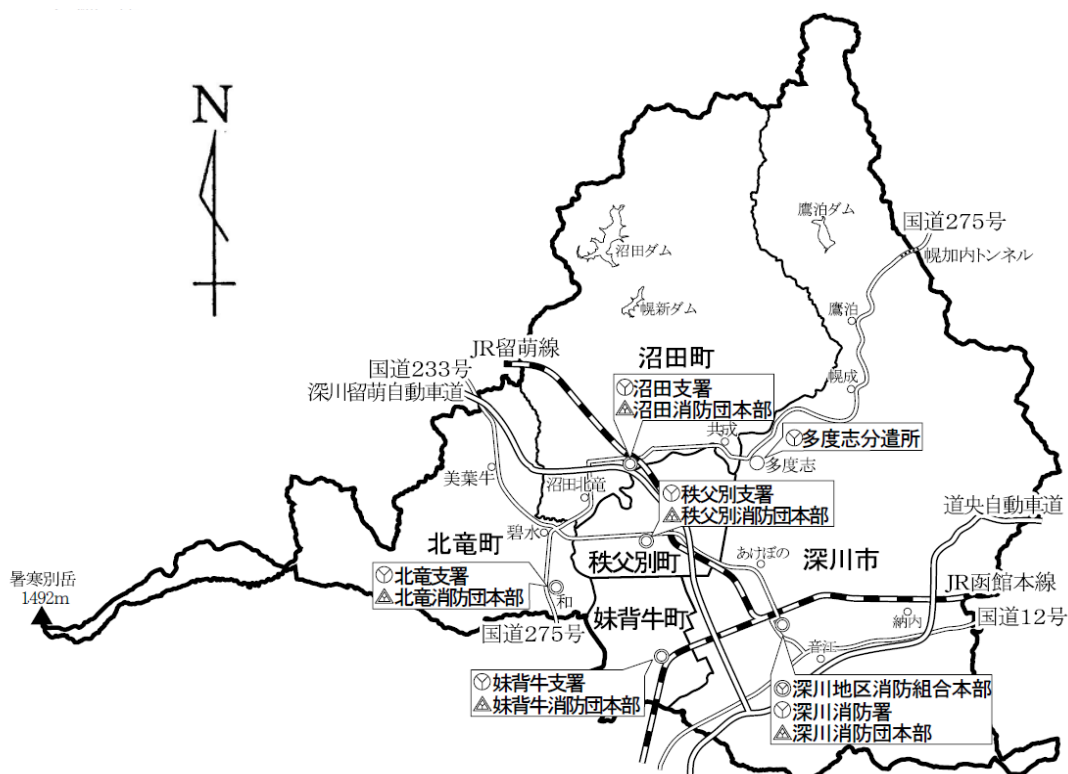 N
鷹泊ダム
国道275号
幌加内トンネル
沼田ダム
幌新ダム
鷹泊
JR留萌線
沼田町
国道233号
深川留萌自動車道
沼田支署
沼田消防団本部
幌成
共成
多度志分遣所
多度志
美葉牛
沼田北竜
秩父別支署
秩父別消防団本部
道央自動車道
碧水
北竜町
秩父別町
あけぼの
深川市
暑寒別岳
1492m
北竜支署
北竜消防団本部
和
JR函館本線
国道275号
妹背牛町
納内
国道12号
音江
妹背牛支署
妹背牛消防団本部
深川地区消防組合本部
深川消防署
深川消防団本部